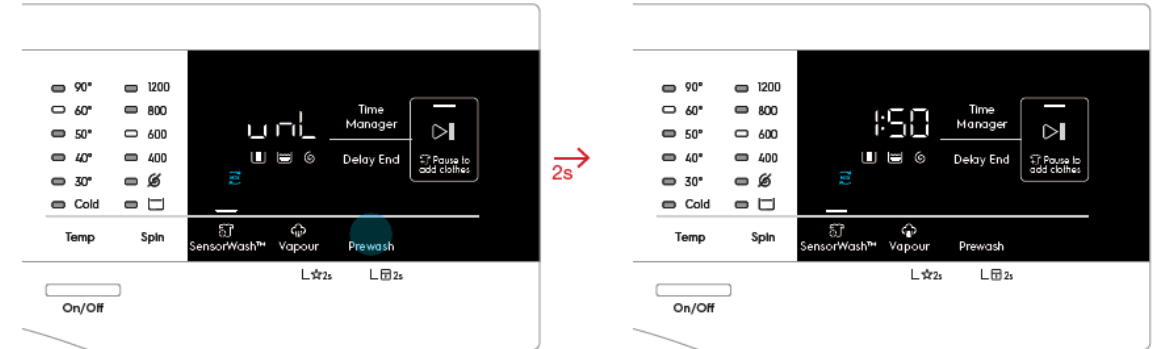 90° 1200
60° 800
50° 600
40° 400
30°
Cold
Temp Spin
unL
Time
Manager
Delay End
Pause to
add clothes
SensorWash™ Vapour Prewash
2s 2s
On/Off
2s
90° 1200
60° 800
50° 600
40° 400
30°
Cold
Temp Spin
1:50
Time
Manager
Delay End
Pause to
add clothes
SensorWash™ Vapour Prewash
2s 2s
On/Off